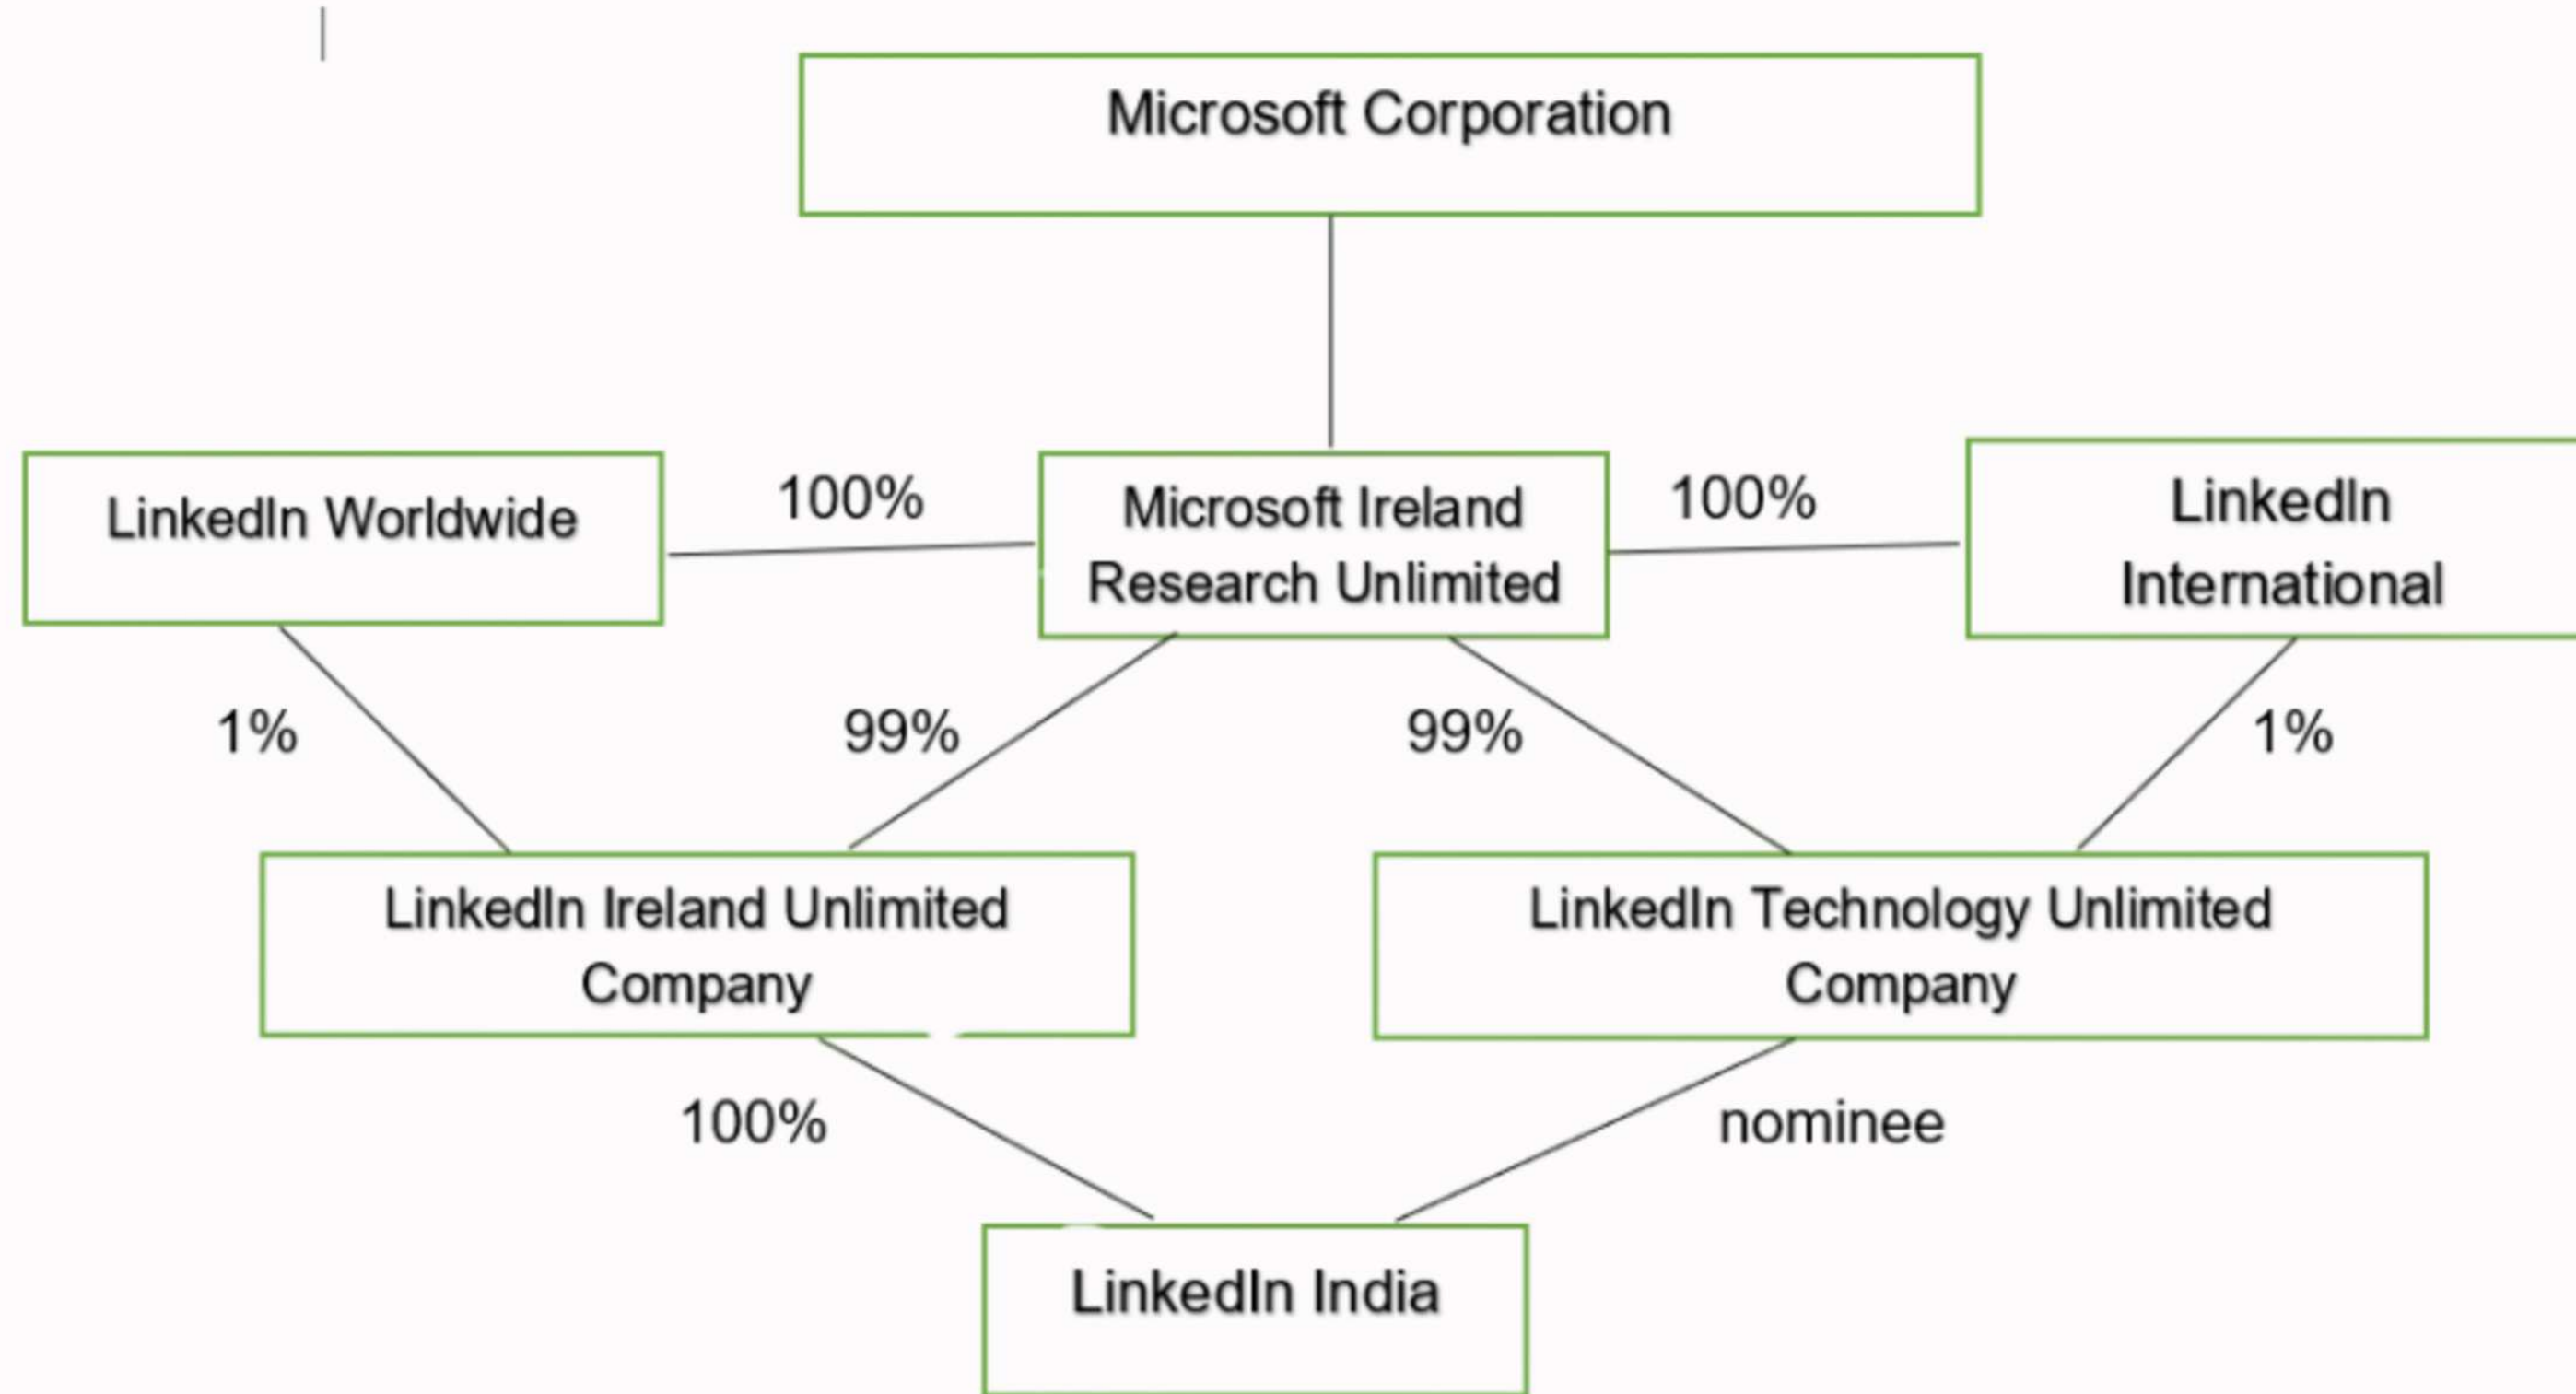 Microsoft Corporation
LinkedIn Worldwide
100%
Microsoft Ireland
Research Unlimited
100%
LinkedIn
International
1%
99%
99%
1%
LinkedIn Ireland Unlimited
Company
LinkedIn Technology Unlimited
Company
100%
nominee
LinkedIn India